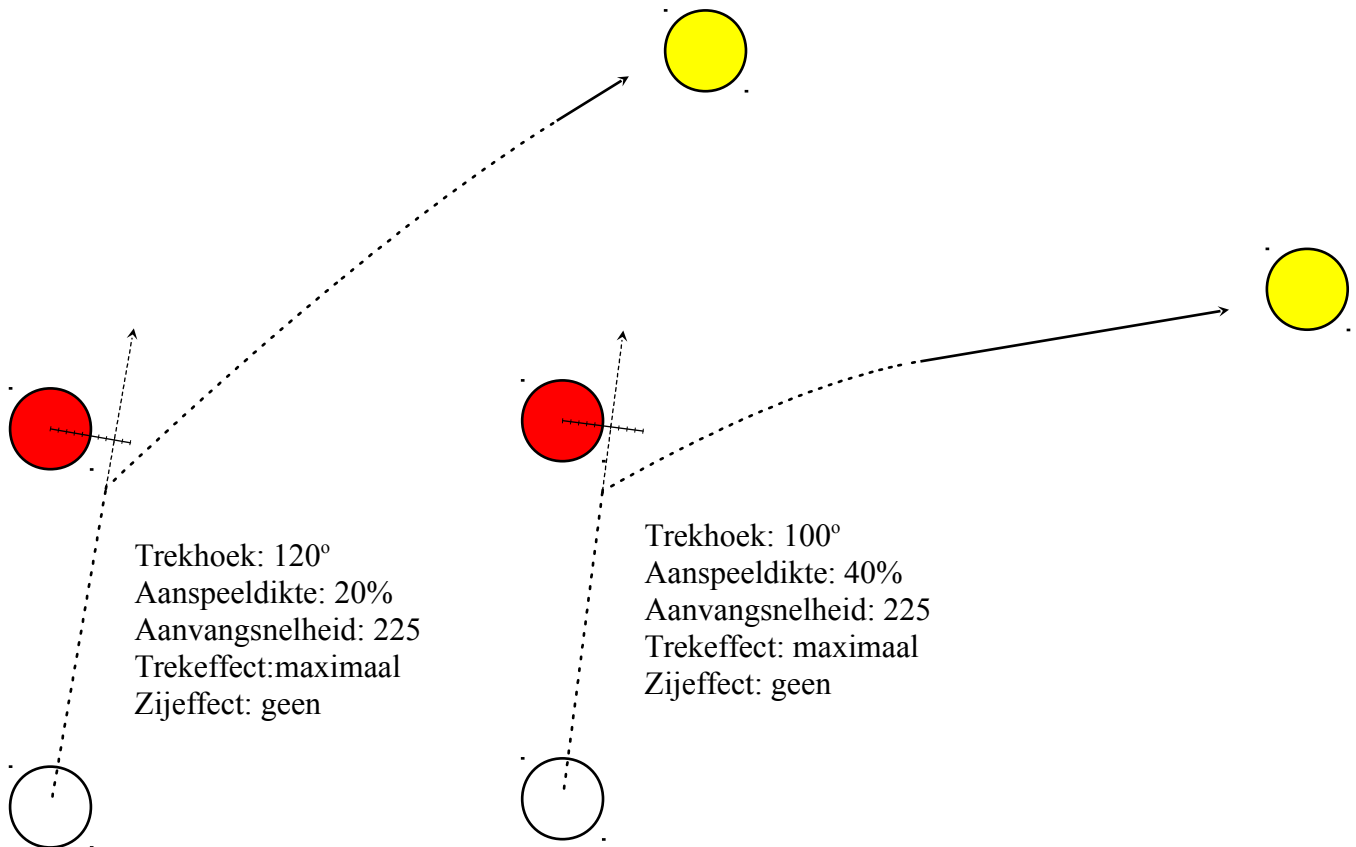 Trekhoek: 120º
Aanspeeldikte: 20%
Aanvangsnelheid: 225
Trekeffect:maximaal
Zijeffect: geen
Trekhoek: 100º
Aanspeeldikte: 40%
Aanvangsnelheid: 225
Trekeffect: maximaal
Zijeffect: geen